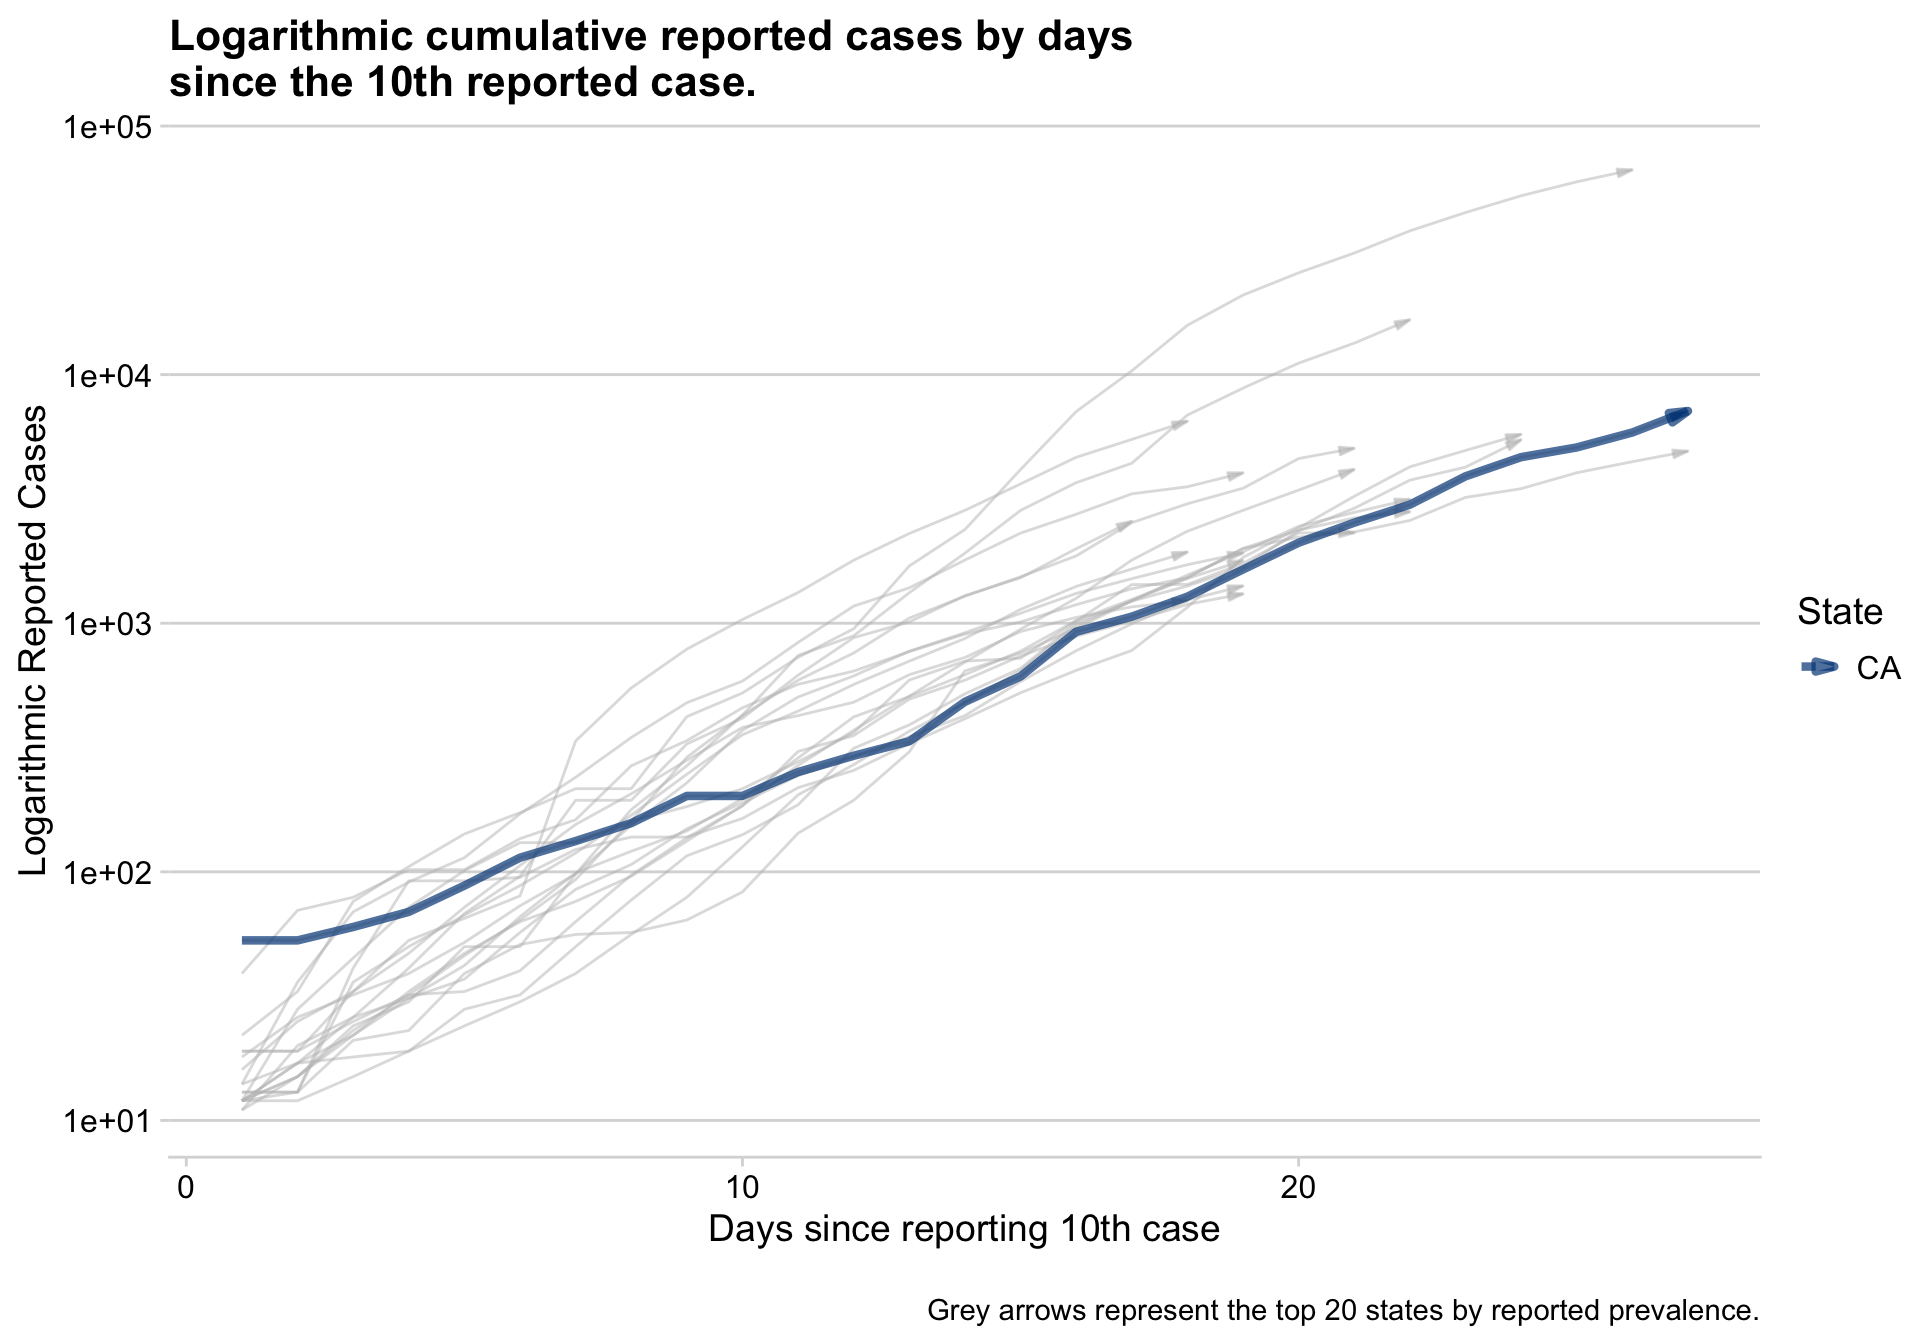 Logarithmic cumulative reported cases by days
since the 10th reported case.
1e+05
1e+04
1e+03
1e+02
1e+01
Logarithmic Reported Cases
0
10
20
Days since reporting 10th case
State
CA
Grey arrows represent the top 20 states by reported prevalence.